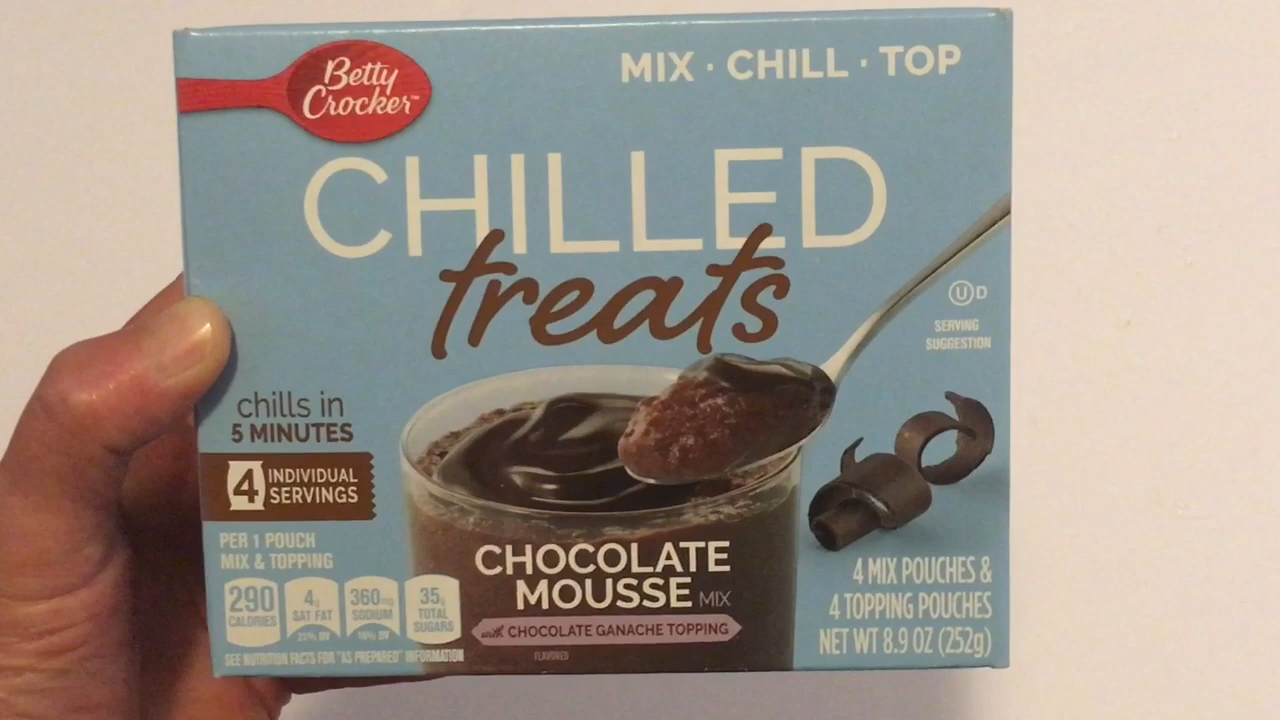 Betty
Crocker™
MIX · CHILL · TOP
CHILLED
treats
U D
SERVING
SUGGESTION
chills in
5 MINUTES
4 INDIVIDUAL
SERVINGS
PER 1 POUCH
MIX & TOPPING
290
CALORIES
4g
SAT FAT
21% DV
360mg
SODIUM
16% DV
35g
TOTAL
SUGARS
SEE NUTRITION FACTS FOR "AS PREPARED" INFORMATION
CHOCOLATE
MOUSSE MIX
with CHOCOLATE GANACHE TOPPING
FLAVORED
4 MIX POUCHES &
4 TOPPING POUCHES
NET WT 8.9 OZ (252g)